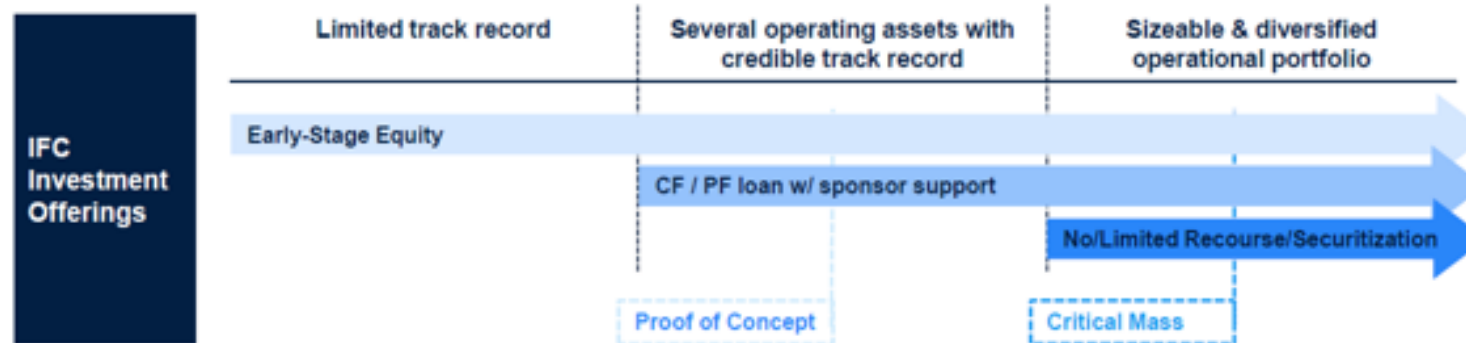 Limited track record
Several operating assets with
credible track record
Sizeable & diversified
operational portfolio
IFC
Investment
Offerings
Early-Stage Equity
CF / PF loan w/ sponsor support
No/Limited Recourse/Securitization
Proof of Concept
Critical Mass